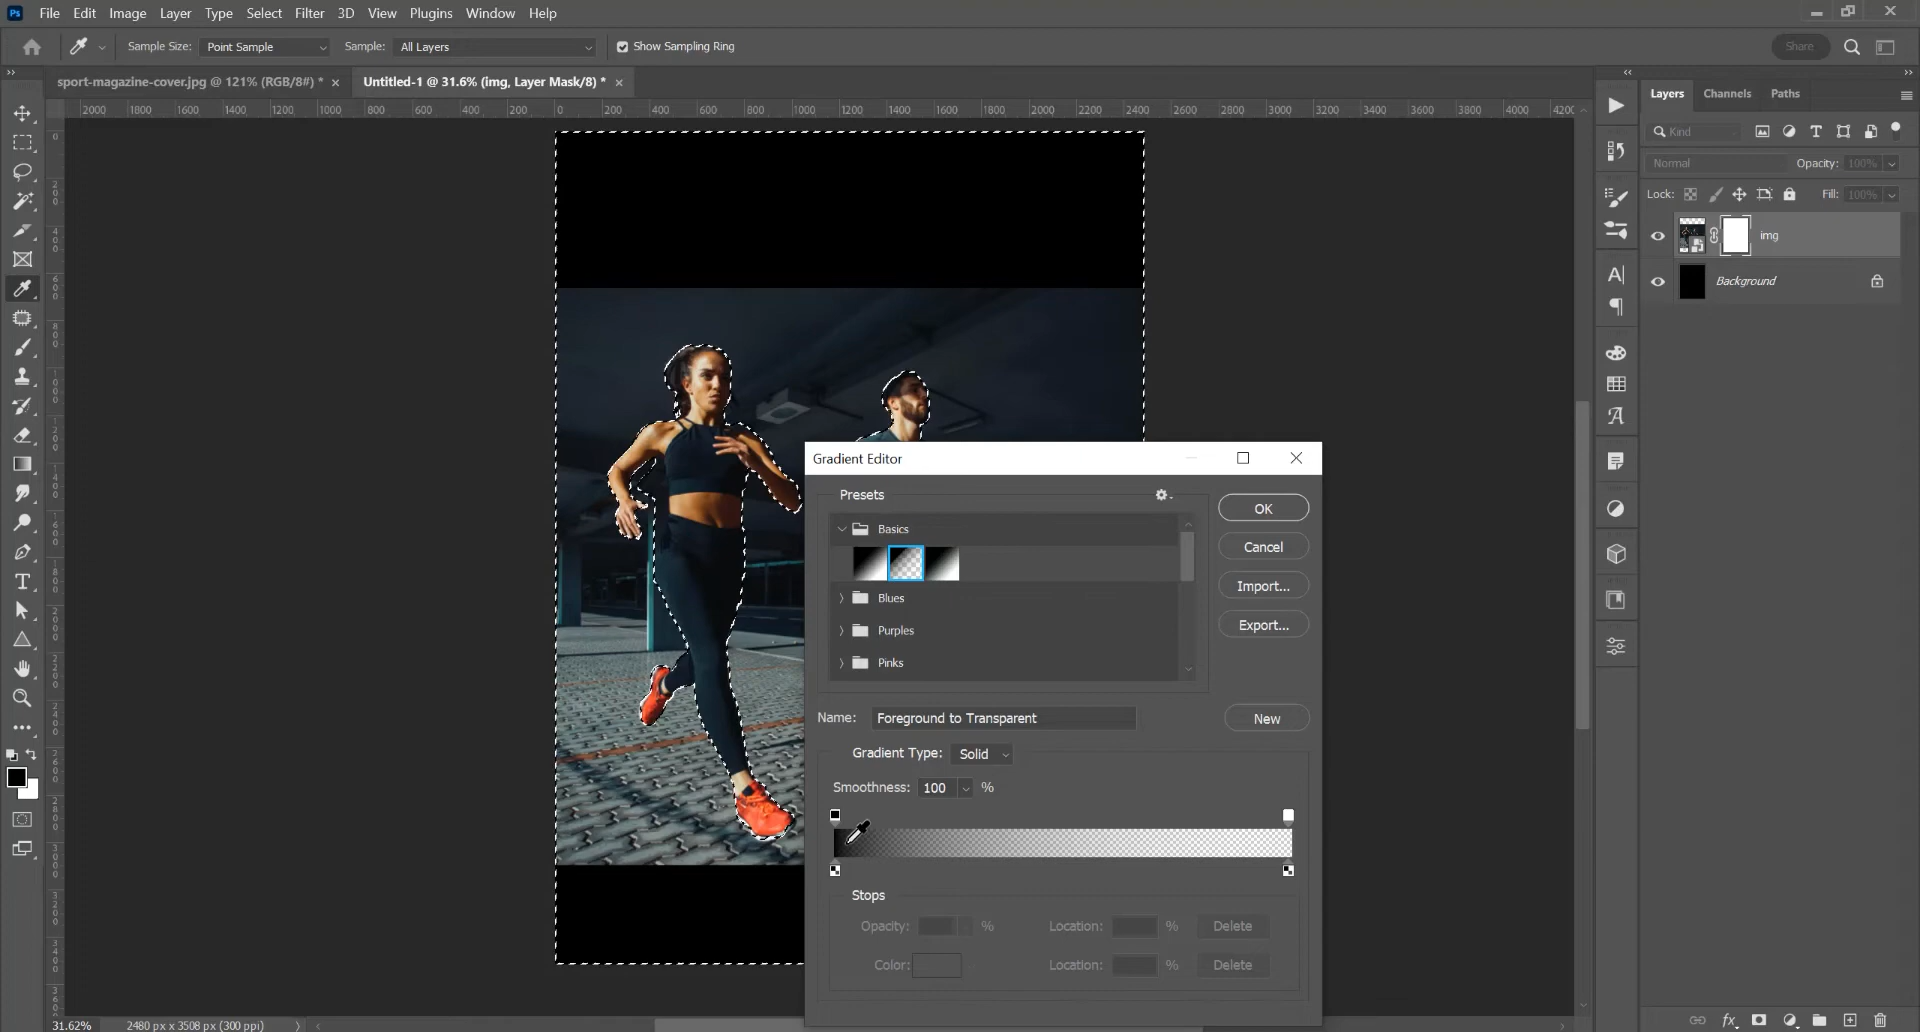 Ps File Edit Image Layer Type Select Filter 3D View Plugins Window Help
Sample Size: Point Sample Sample: All Layers Show Sampling Ring Share
sport-magazine-cover.jpg @ 121% (RGB/8#) * × Untitled-1 @ 31.6% (img, Layer Mask/8) * ×
2000 1800 1600 1400 1200 1000 800 600 400 200 0 200 400 600 800 1000 1200 1400 1600 1800 2000 2200 2400 2600 2800 3000 3200 3400 3600 3800 4000 4200
Layers Channels Paths
Kind
Normal Opacity: 100%
Lock: Fill: 100%
img
Background
Gradient Editor
Presets
Basics
Blues
Purples
Pinks
OK
Cancel
Import...
Export...
Name: Foreground to Transparent New
Gradient Type: Solid
Smoothness: 100 %
Stops
Opacity: % Location: % Delete
Color: Location: % Delete
31.62% 2480 px x 3508 px (300 ppi)